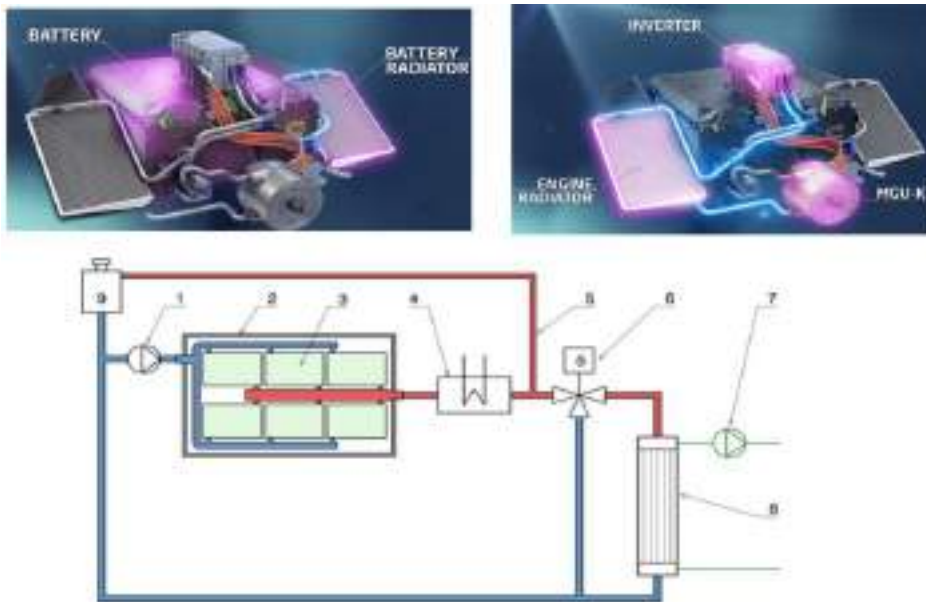 BATTERY
BATTERY
RADIATOR
INVERTER
ENGINE
RADIATOR
MGU-K
1
2
3
4
5
6
7
8
9